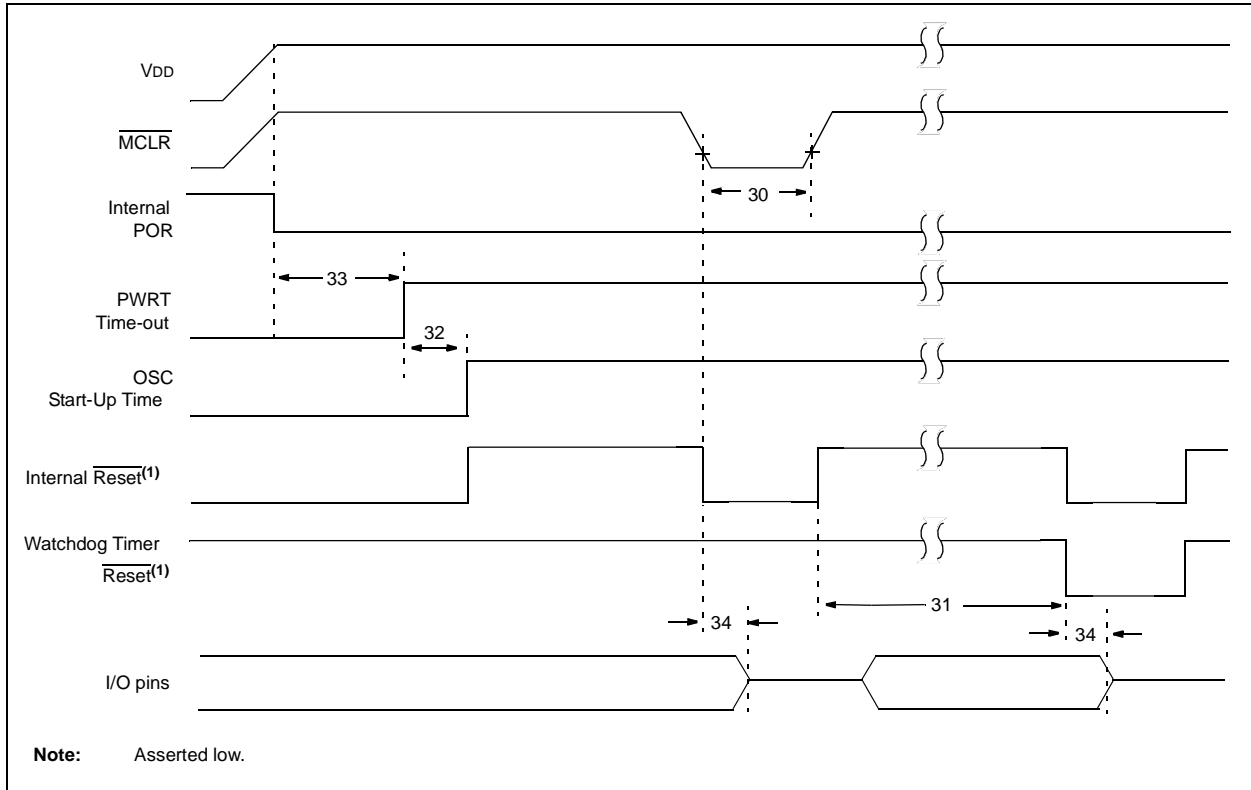 VDD
MCLR
30
Internal
POR
33
PWRT
Time-out
32
OSC
Start-Up Time
Internal Reset(1)
Watchdog Timer
Reset(1)
31
34
34
I/O pins
Note: Asserted low.